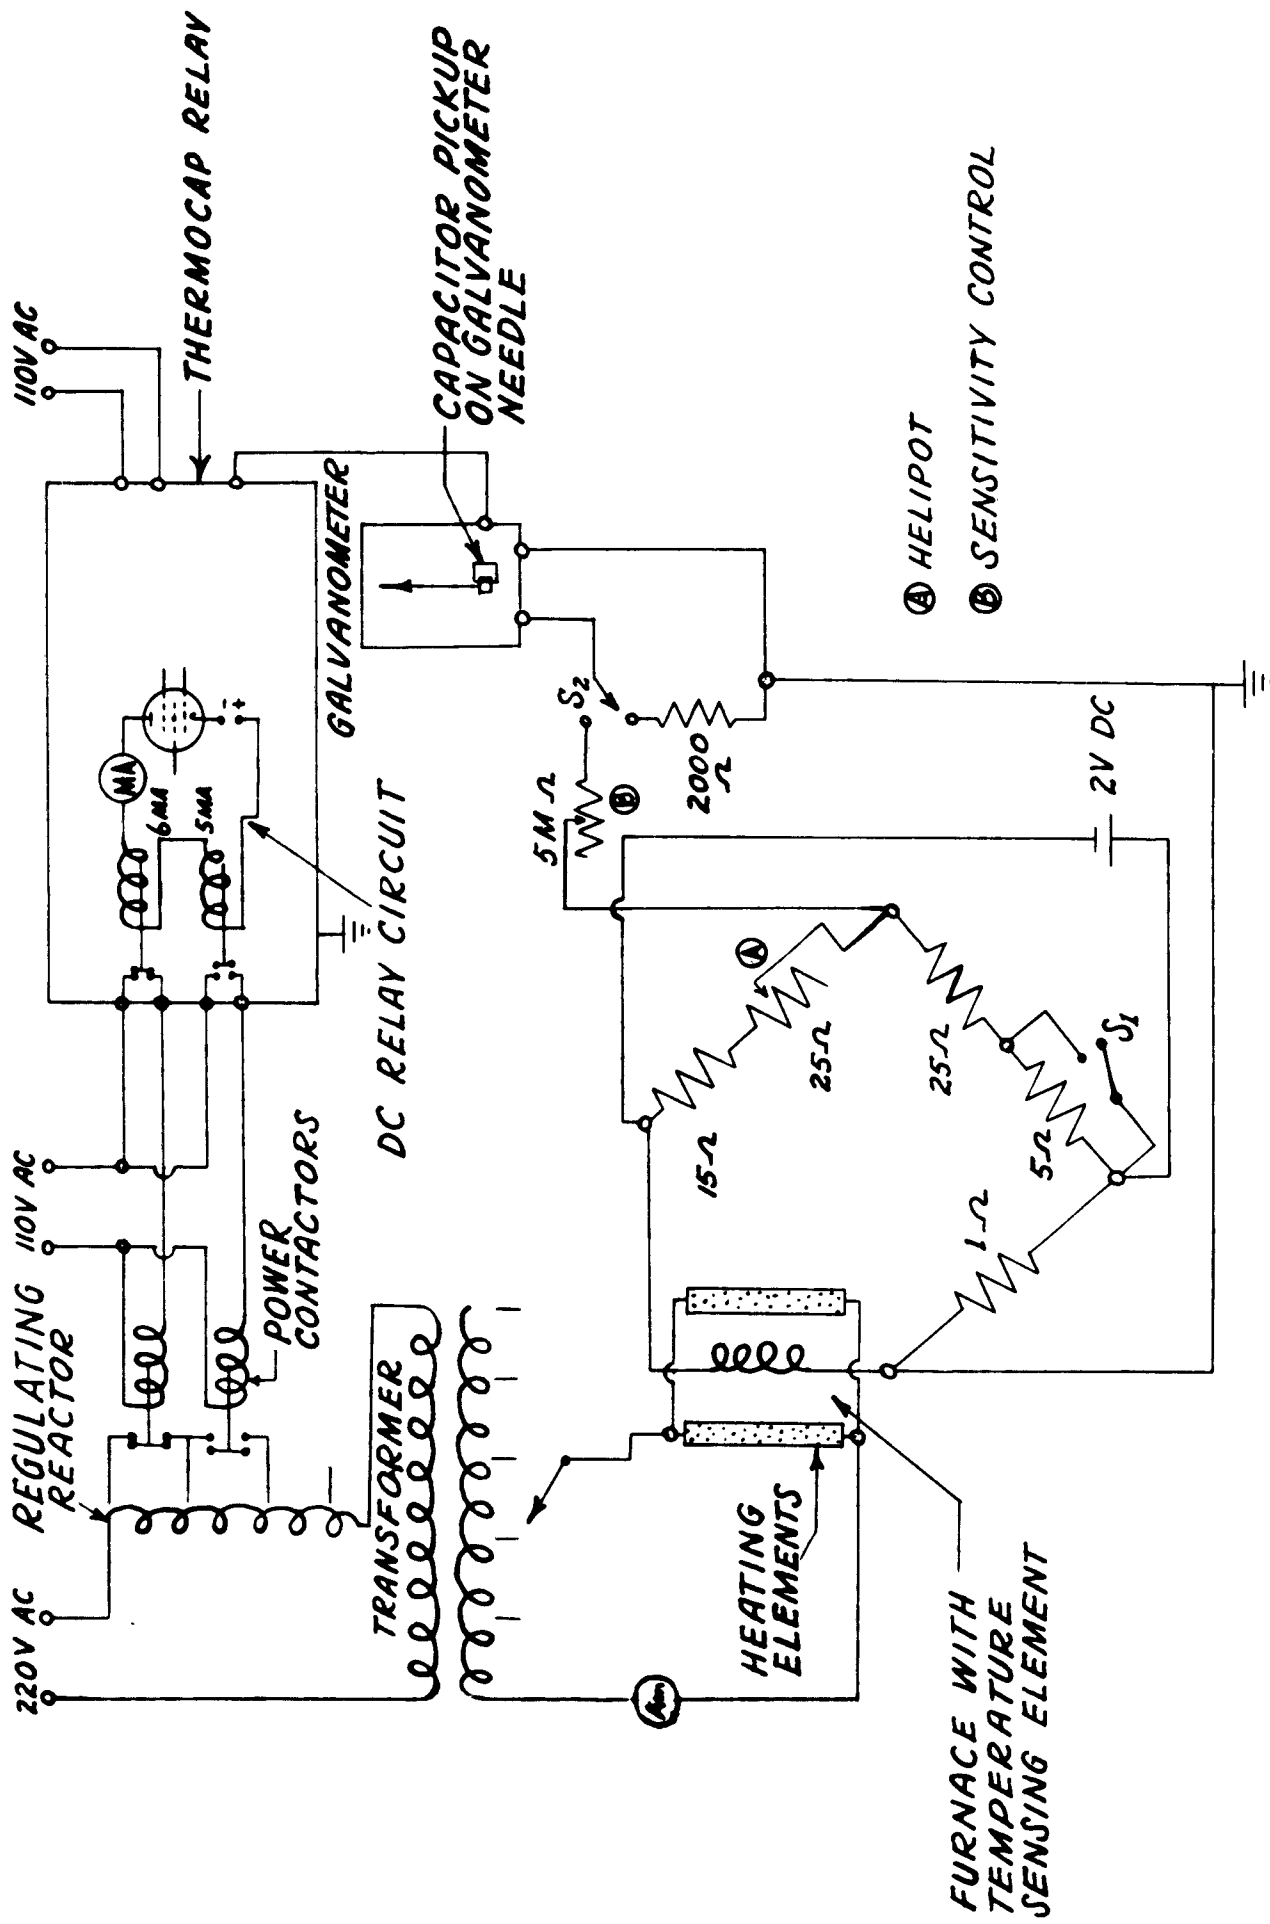 220V AC
REGULATING
REACTOR
110V AC
110V AC
THERMOCAP RELAY
MA
6MA
5MA
- +
POWER
CONTACTORS
DC RELAY CIRCUIT
GALVANOMETER
CAPACITOR PICKUP
ON GALVANOMETER
NEEDLE
TRANSFORMER
S2
5M Ω
B
2000
Ω
A
15Ω
25Ω
25Ω
5Ω
S1
1Ω
2V DC
Am
HEATING
ELEMENTS
FURNACE WITH
TEMPERATURE
SENSING ELEMENT
A HELIPOT
B SENSITIVITY CONTROL